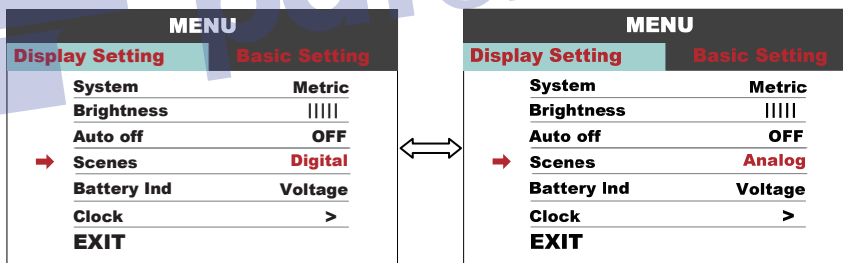 MENU
Display Setting Basic Setting
System Metric
Brightness |||||
Auto off OFF
Scenes Digital
Battery Ind Voltage
Clock >
EXIT
MENU
Display Setting Basic Setting
System Metric
Brightness |||||
Auto off OFF
Scenes Analog
Battery Ind Voltage
Clock >
EXIT